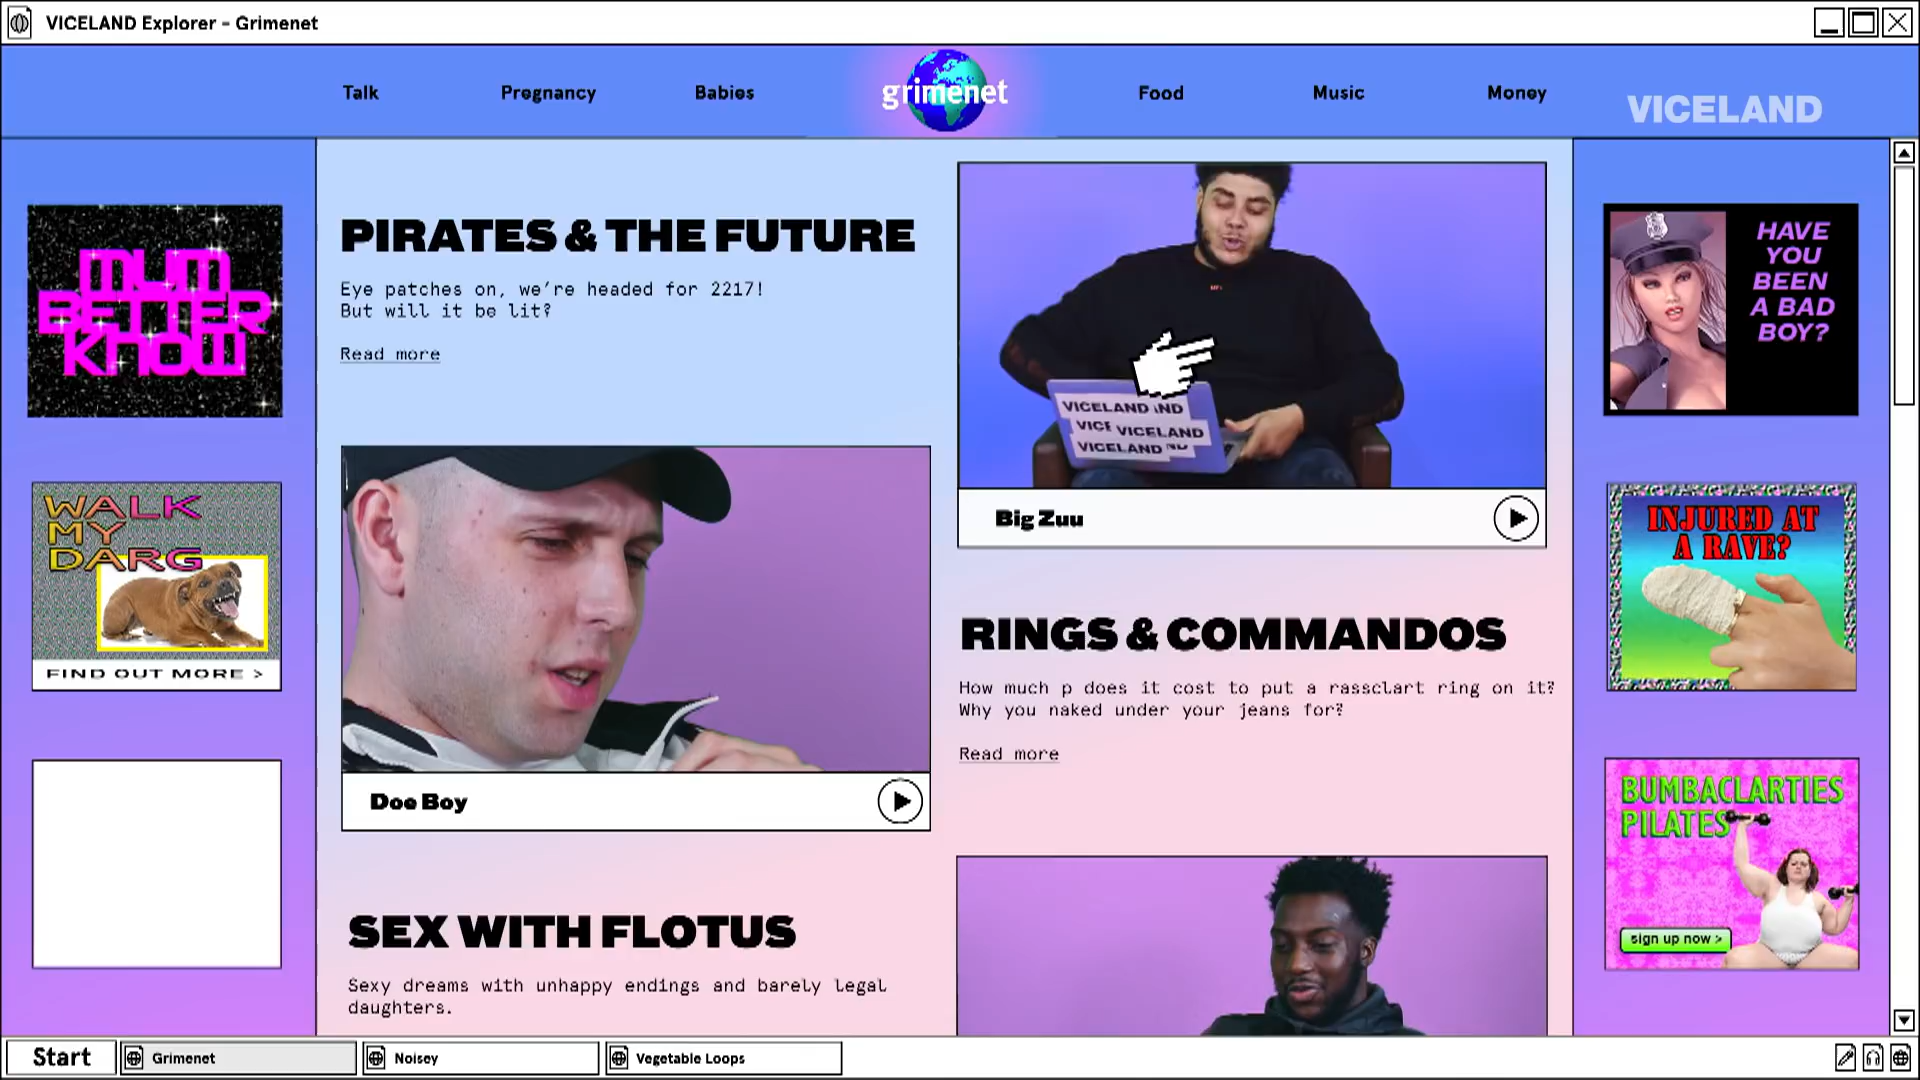 VICELAND Explorer - Grimenet
Talk
Pregnancy
Babies
grimenet
Food
Music
Money
VICELAND
MUM
BETTER
KNOW
WALK
MY
DARG
FIND OUT MORE >
PIRATES & THE FUTURE
Eye patches on, we're headed for 2217!
But will it be lit?
Read more
Doe Boy
SEX WITH FLOTUS
Sexy dreams with unhappy endings and barely legal
daughters.
VICELAND AND
VICE VICELAND
VICELAND ND
Big Zuu
RINGS & COMMANDOS
How much p does it cost to put a rassclart ring on it?
Why you naked under your jeans for?
Read more
HAVE
YOU
BEEN
A BAD
BOY?
INJURED AT
A RAVE?
BUMBACLARTIES
PILATES
sign up now >
Start
Grimenet
Noisey
Vegetable Loops